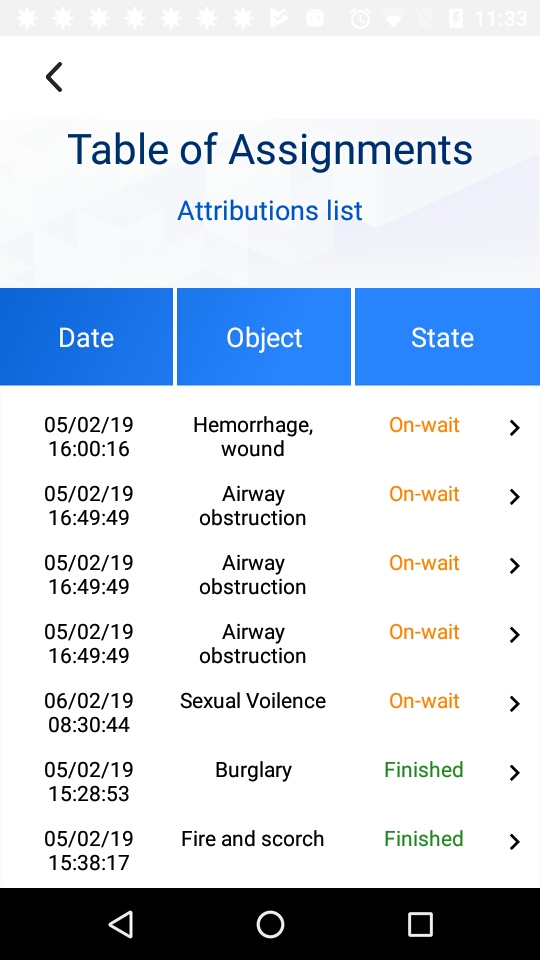 11:33
Table of Assignments
Attributions list
Date Object State
05/02/19 Hemorrhage, On-wait
16:00:16 wound
05/02/19 Airway On-wait
16:49:49 obstruction
05/02/19 Airway On-wait
16:49:49 obstruction
05/02/19 Airway On-wait
16:49:49 obstruction
06/02/19 Sexual Voilence On-wait
08:30:44
05/02/19 Burglary Finished
15:28:53
05/02/19 Fire and scorch Finished
15:38:17